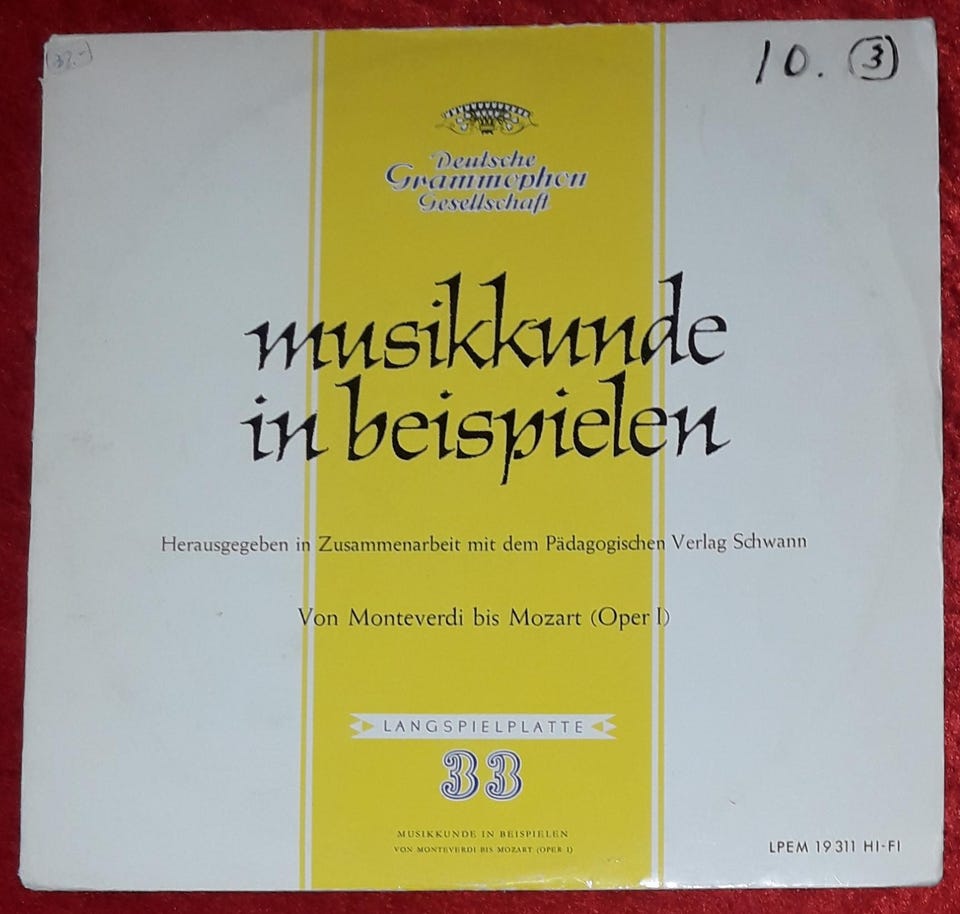 32.-
10. 3
Deutsche
Grammophon
Gesellschaft
musikkunde
in beispielen
Herausgegeben in Zusammenarbeit mit dem Pädagogischen Verlag Schwann
Von Monteverdi bis Mozart (Oper I)
LANGSPIELPLATTE
33
MUSIKKUNDE IN BEISPIELEN
VON MONTEVERDI BIS MOZART (OPER I)
LPEM 19 311 HI-FI